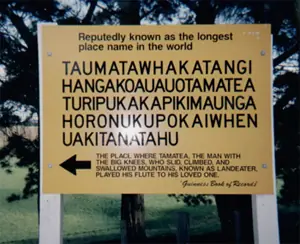 Reputedly known as the longest
place name in the world
TAUMATAWHAKATANGI
HANGAKOAUAUOTAMATEA
TURIPUKAKAPIKIMAUNGA
HORONUKUPOKAIWHEN
UAKITANATAHU
THE PLACE WHERE TAMATEA, THE MAN WITH
THE BIG KNEES, WHO SLID, CLIMBED, AND
SWALLOWED MOUNTAINS, KNOWN AS LANDEATER,
PLAYED HIS FLUTE TO HIS LOVED ONE.
"Guinness Book of Records"